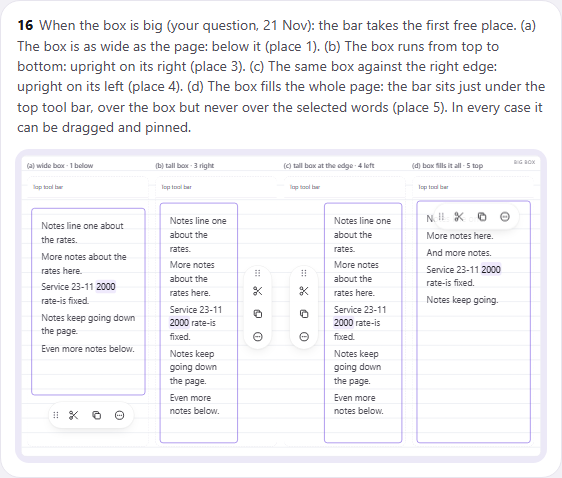 16 When the box is big (your question, 21 Nov): the bar takes the first free place. (a)
The box is as wide as the page: below it (place 1). (b) The box runs from top to
bottom: upright on its right (place 3). (c) The same box against the right edge:
upright on its left (place 4). (d) The box fills the whole page: the bar sits just under the
top tool bar, over the box but never over the selected words (place 5). In every case it
can be dragged and pinned.
(a) wide box · 1 below
Top tool bar
Notes line one about
the rates.
More notes about the
rates here.
Service 23-11 2000
rate-is fixed.
Notes keep going down
the page.
Even more notes below.
(b) tall box · 3 right
Top tool bar
Notes line one
about the
rates.
More notes
about the
rates here.
Service 23-11
2000 rate-is
fixed.
Notes keep
going down
the page.
Even more
notes below.
(c) tall box at the edge · 4 left
Top tool bar
Notes line one
about the
rates.
More notes
about the
rates here.
Service 23-11
2000 rate-is
fixed.
Notes keep
going down
the page.
Even more
notes below.
(d) box fills it all · 5 top
BIG BOX
Top tool bar
More notes here.
And more notes.
Service 23-11 2000
rate-is fixed.
Notes keep going.